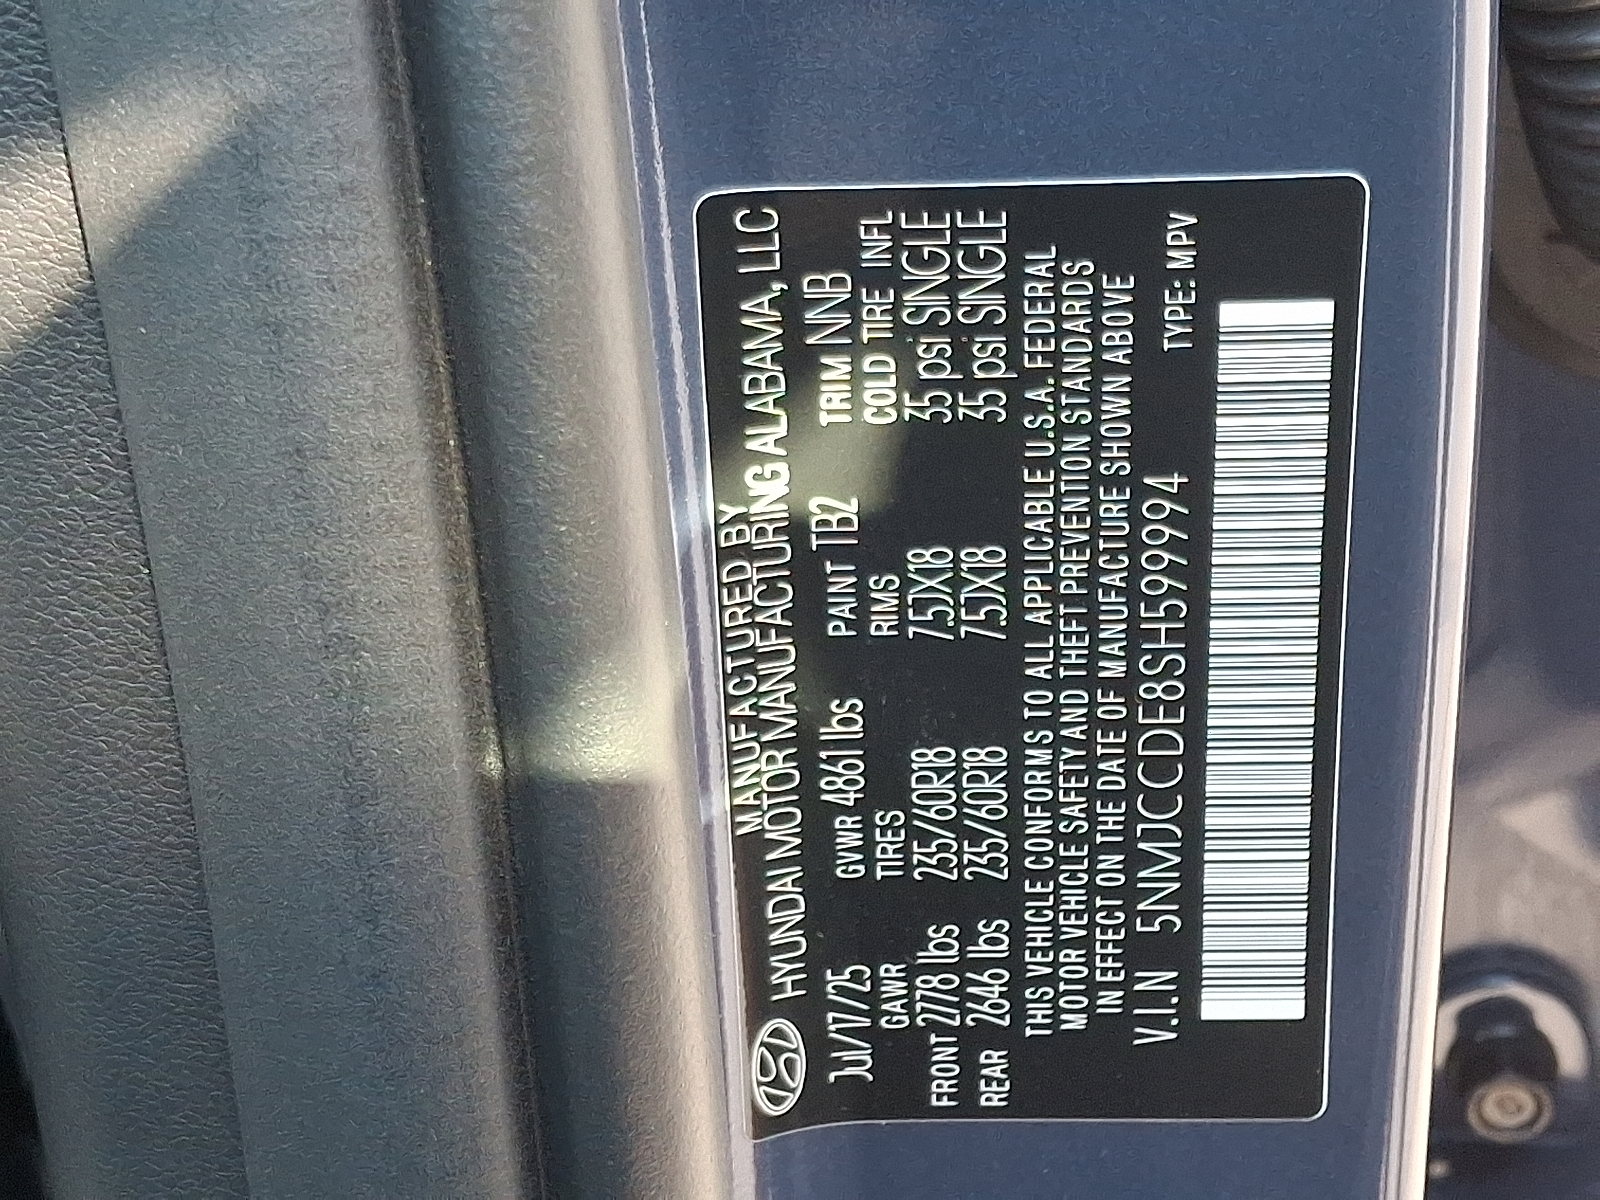 MANUFACTURED BY
HYUNDAI MOTOR MANUFACTURING ALABAMA, LLC
Jul/17/25 GVWR 4861 lbs PAINT TB2 TRIM NNB
GAWR TIRES RIMS COLD TIRE INFL
FRONT 2778 lbs 235/60R18 7.5JX18 35 psi SINGLE
REAR 2646 lbs 235/60R18 7.5JX18 35 psi SINGLE
THIS VEHICLE CONFORMS TO ALL APPLICABLE U.S.A. FEDERAL
MOTOR VEHICLE SAFETY AND THEFT PREVENTION STANDARDS
IN EFFECT ON THE DATE OF MANUFACTURE SHOWN ABOVE
V.I.N 5NMJCCDE8SH599994 TYPE: MPV